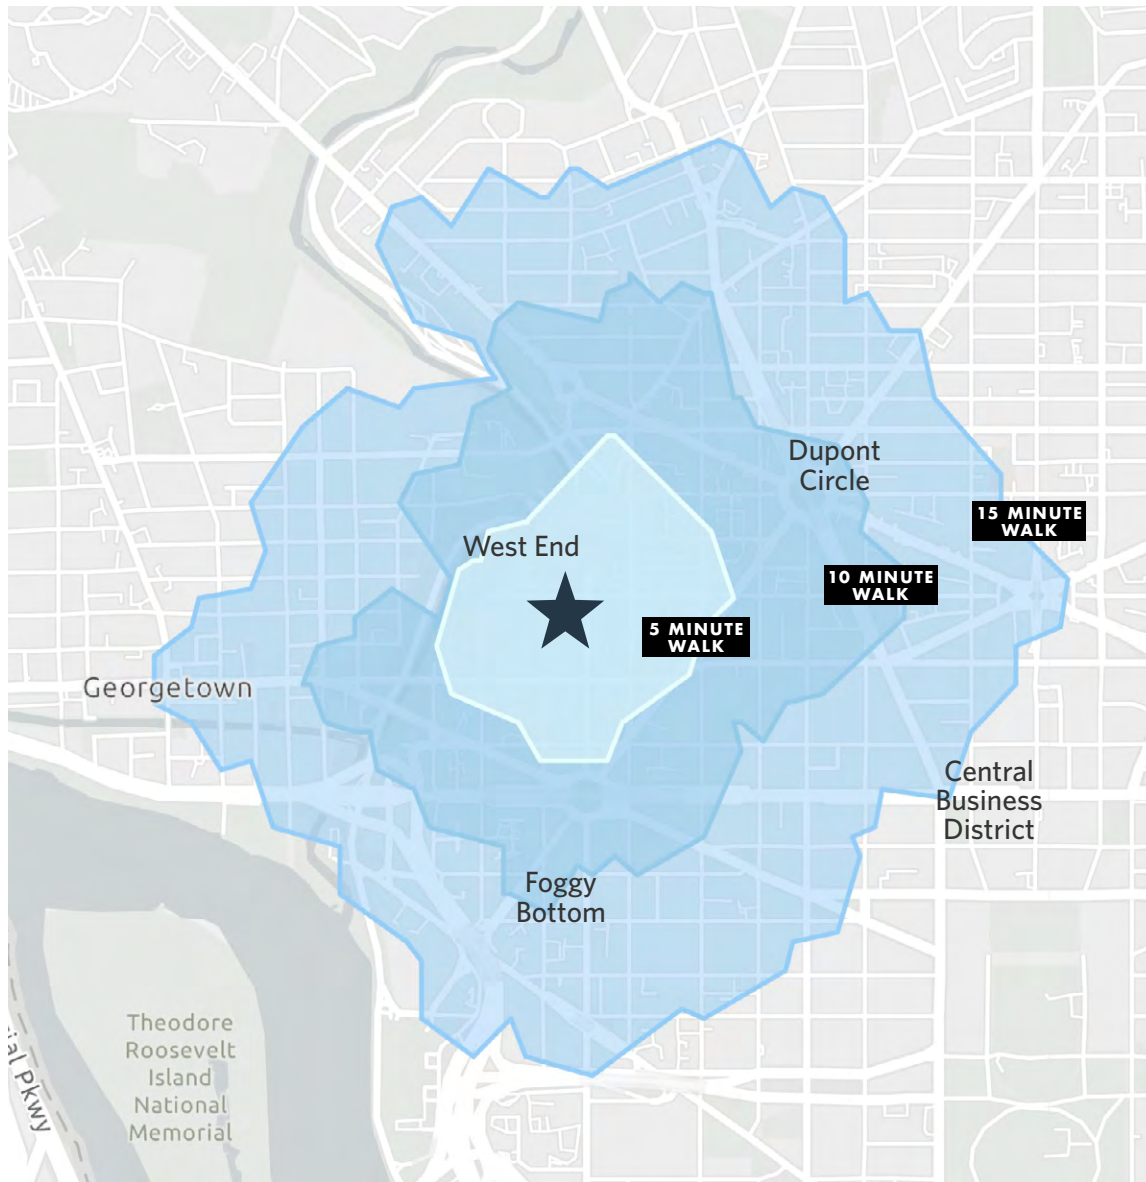 Dupont
Circle
15 MINUTE
WALK
West End
10 MINUTE
WALK
5 MINUTE
WALK
Georgetown
Central
Business
District
Foggy
Bottom
Theodore
Roosevelt
Island
National
Memorial
Pkwy